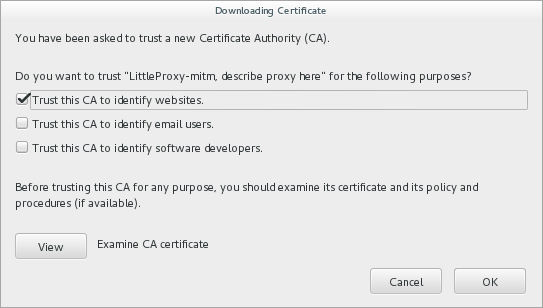 Downloading Certificate
You have been asked to trust a new Certificate Authority (CA).
Do you want to trust "LittleProxy-mitm, describe proxy here" for the following purposes?
Trust this CA to identify websites.
Trust this CA to identify email users.
Trust this CA to identify software developers.
Before trusting this CA for any purpose, you should examine its certificate and its policy and
procedures (if available).
View Examine CA certificate
Cancel OK